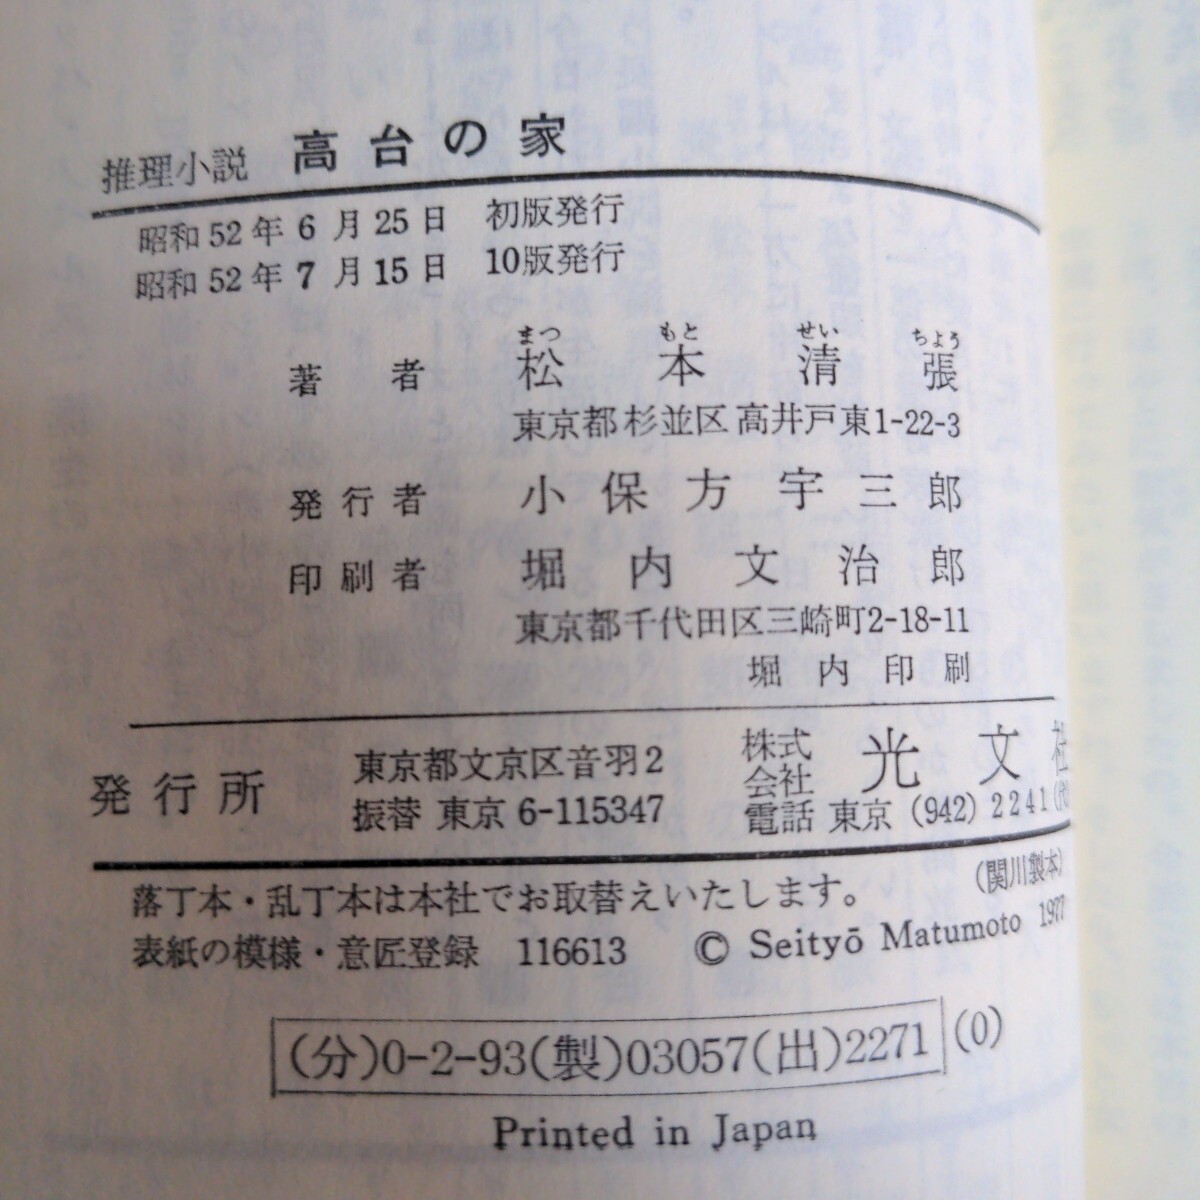 推理小説 高台の家
昭和52年6月25日 初版発行
昭和52年7月15日 10版発行
まつ もと せい ちよう
著者 松本清張
東京都杉並区高井戸東1-22-3
発行者 小保方宇三郎
印刷者 堀内文治郎
東京都千代田区三崎町2-18-11
堀内印刷
発行所 東京都文京区音羽2 株式会社 光文社
振替 東京 6-115347 電話 東京 (942) 2241(代)
落丁本・乱丁本は本社でお取替えいたします。 (関川製本)
表紙の模様・意匠登録 116613 © Seityō Matumoto 1977
(分)0-2-93(製)03057(出)2271 (0)
Printed in Japan